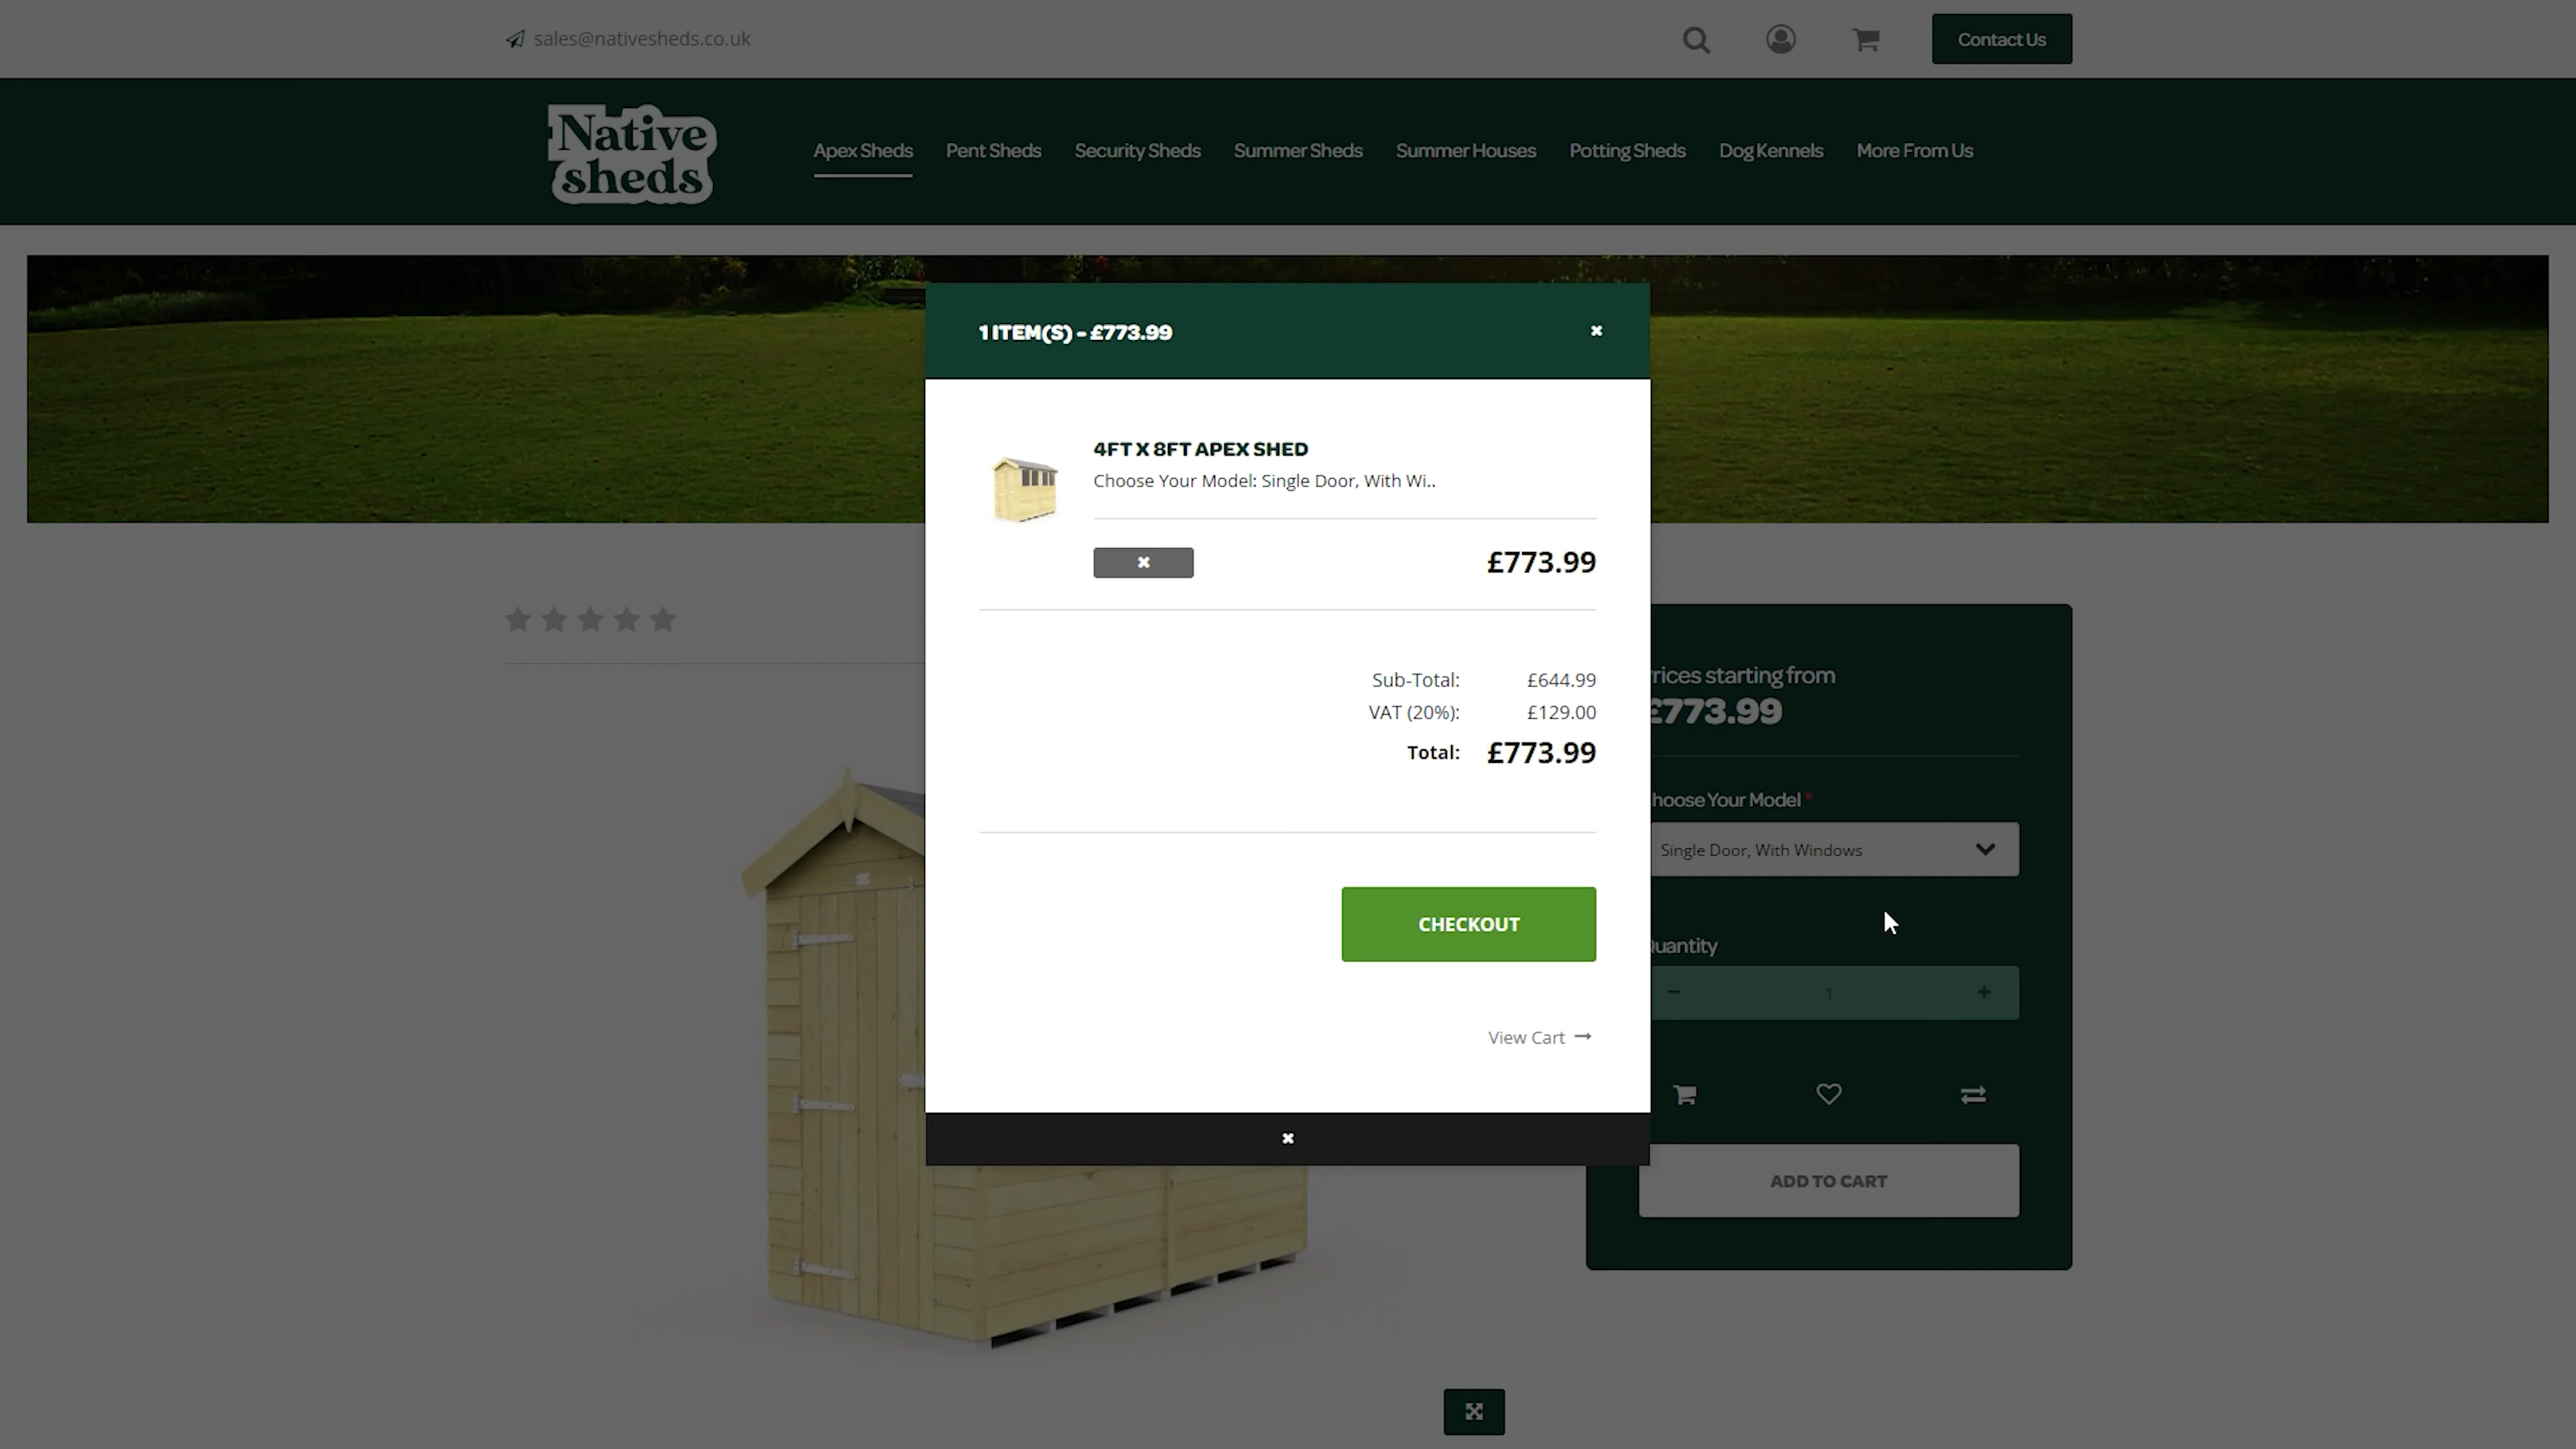 sales@nativesheds.co.uk
Contact Us
Native
sheds
Apex Sheds
Pent Sheds
Security Sheds
Summer Sheds
Summer Houses
Potting Sheds
Dog Kennels
More From Us
1 ITEM(S) - £773.99
4FT X 8FT APEX SHED
Choose Your Model: Single Door, With Wi..
£773.99
Sub-Total: £644.99
VAT (20%): £129.00
Total: £773.99
CHECKOUT
View Cart
rices starting from
£773.99
hoose Your Model *
Single Door, With Windows
uantity
- 1 +
ADD TO CART